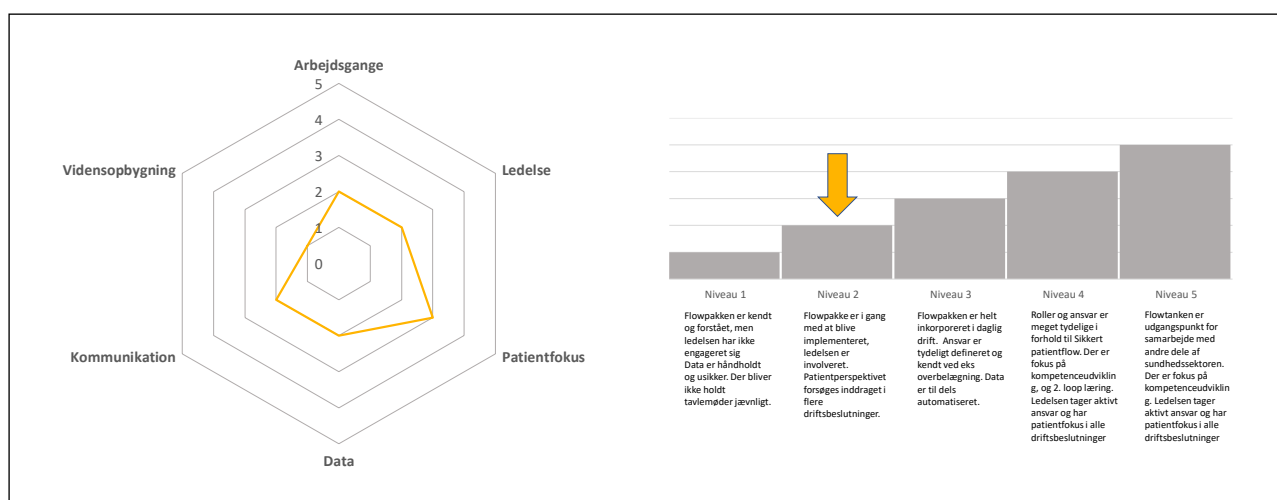 Arbejdsgange
5
4
3
2
1
0
Ledelse
Patientfokus
Data
Kommunikation
Vidensopbygning
Niveau 1
Flowpakken er kendt
og forstået, men
ledelsen har ikke
engageret sig
Data er håndholdt
og usikker. Der bliver
ikke holdt
tavlemøder jævnligt.
Niveau 2
Flowpakke er i gang
med at blive
implementeret,
ledelsen er
involveret.
Patientperspektivet
forsøges inddraget i
flere
driftsbeslutninger.
Niveau 3
Flowpakken er helt
inkorporeret i daglig
drift. Ansvar er
tydeligt defineret og
kendt ved eks
overbelægning. Data
er til dels
automatiseret.
Niveau 4
Roller og ansvar er
meget tydelige i
forhold til Sikkert
patientflow. Der er
fokus på
kompetenceudviklin
g, og 2. loop læring.
Ledelsen tager aktivt
ansvar og har
patientfokus i alle
driftsbeslutninger
Niveau 5
Flowtanken er
udgangspunkt for
samarbejde med
andre dele af
sundhedssektoren.
Der er fokus på
kompetenceudviklin
g. Ledelsen tager
aktivt ansvar og har
patientfokus i alle
driftsbeslutninger